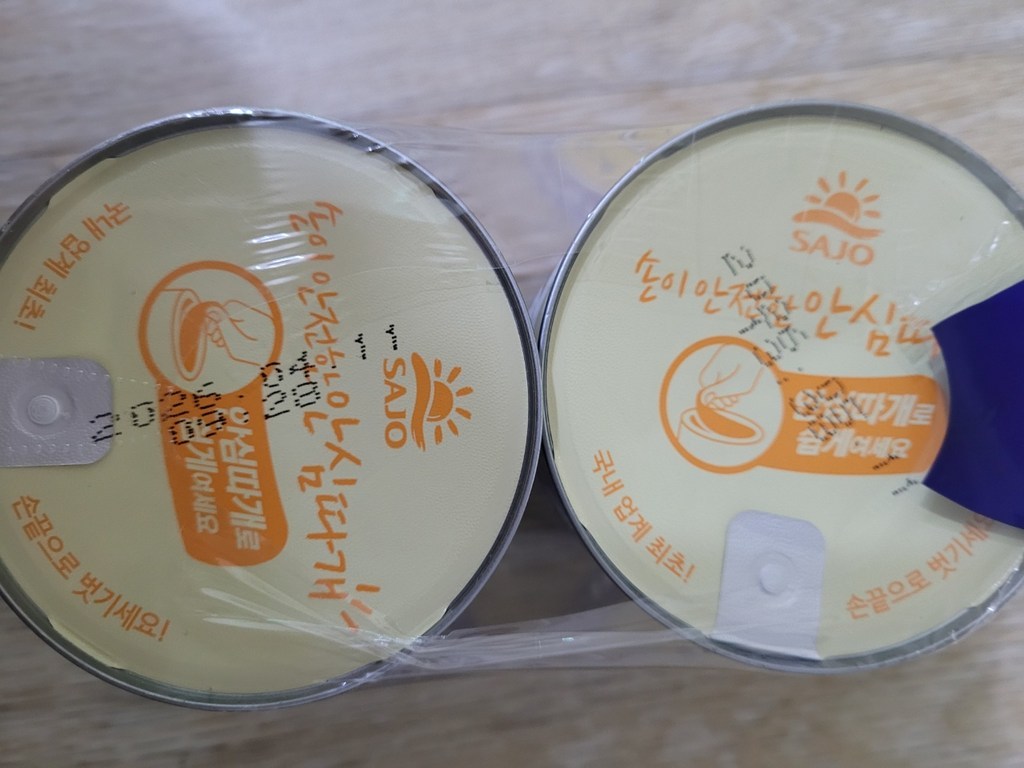 국내 업계 최초!
손이 안전한 안심따개
SAJO
안심따개로
쉽게여세요
손끝으로 벗기세요!
SAJO
손이 안전한 안심따
안심따개로
쉽게여세요
국내 업계 최초!
손끝으로 벗기세요